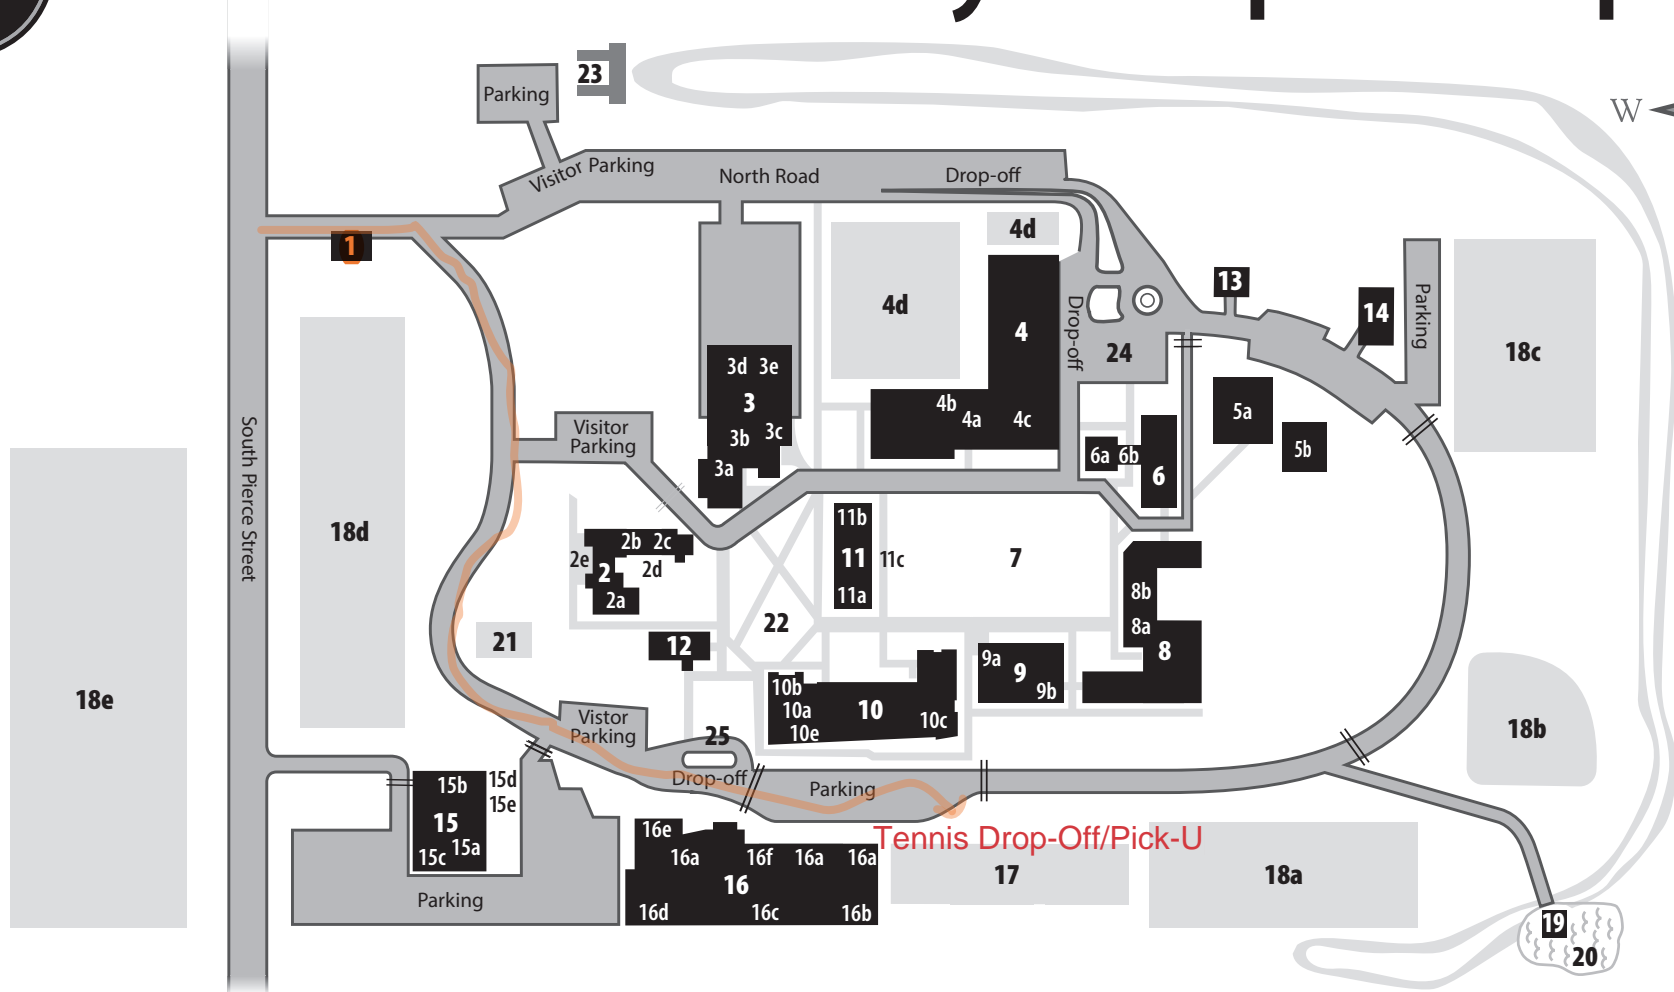 23
Parking
W
Visitor Parking
North Road
Drop-off
4d
4d
1
13
14
Parking
18c
Drop-off
4
24
3d 3e
3
3b 3c
3a
4b
4a
4c
5a
5b
6a 6b
6
South Pierce Street
18d
18e
Visitor
Parking
2b 2c
2e
2
2d
2a
11b
11
11c
11a
7
8b
8a
8
22
21
12
9a
9
9b
10b
10a
10
10c
10e
18b
Vistor
Parking
25
Drop-off
Parking
Tennis Drop-Off/Pick-U
15b
15d
15e
15
15a
15c
Parking
16e
16a
16f
16a
16a
16
16d
16c
16b
17
18a
19
20